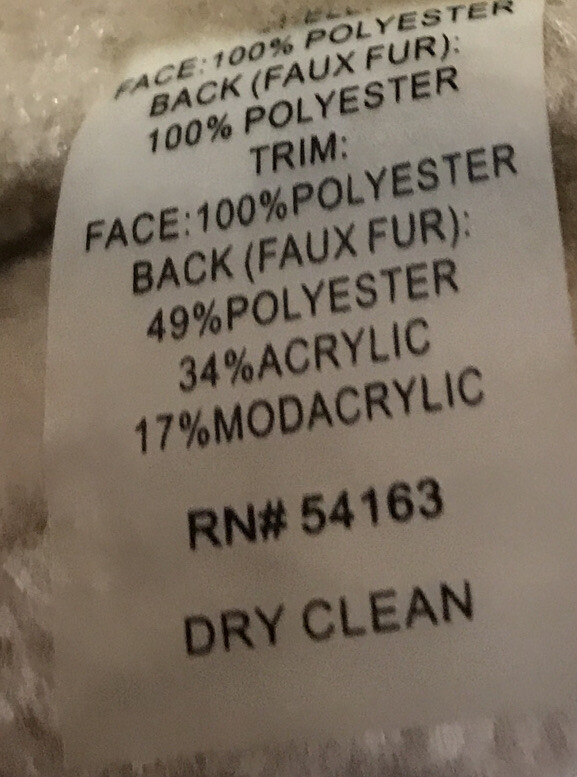 FACE:100% POLYESTER
BACK (FAUX FUR):
100% POLYESTER
TRIM:
FACE:100%POLYESTER
BACK (FAUX FUR):
49%POLYESTER
34%ACRYLIC
17%MODACRYLIC
RN# 54163
DRY CLEAN